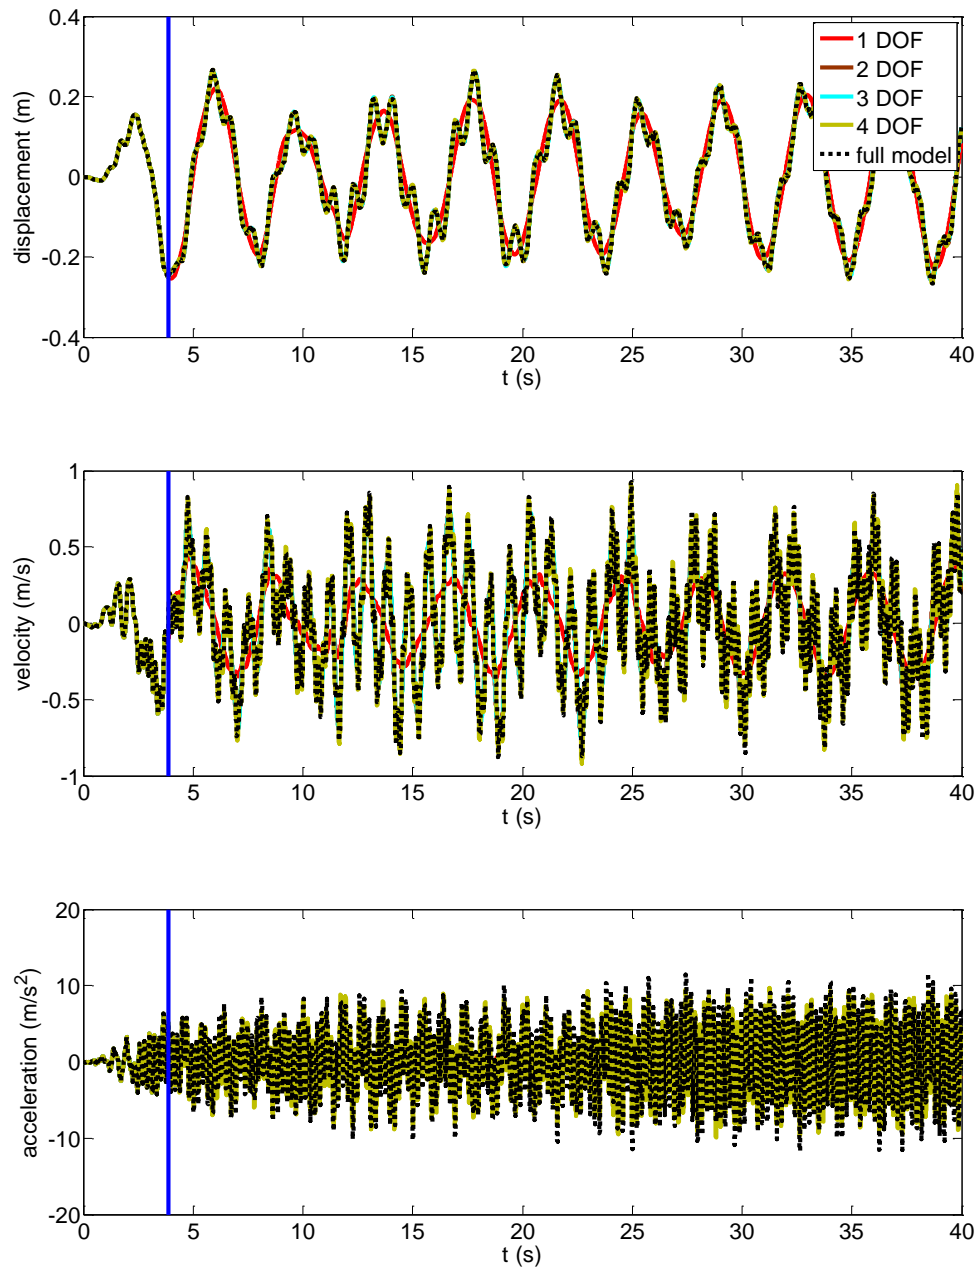 0.4
0.2
0
-0.2
-0.4
displacement (m)
1 DOF
2 DOF
3 DOF
4 DOF
full model
0 5 10 15 20 25 30 35 40
t (s)
1
0.5
0
-0.5
-1
velocity (m/s)
0 5 10 15 20 25 30 35 40
t (s)
20
10
0
-10
-20
acceleration (m/s²)
0 5 10 15 20 25 30 35 40
t (s)